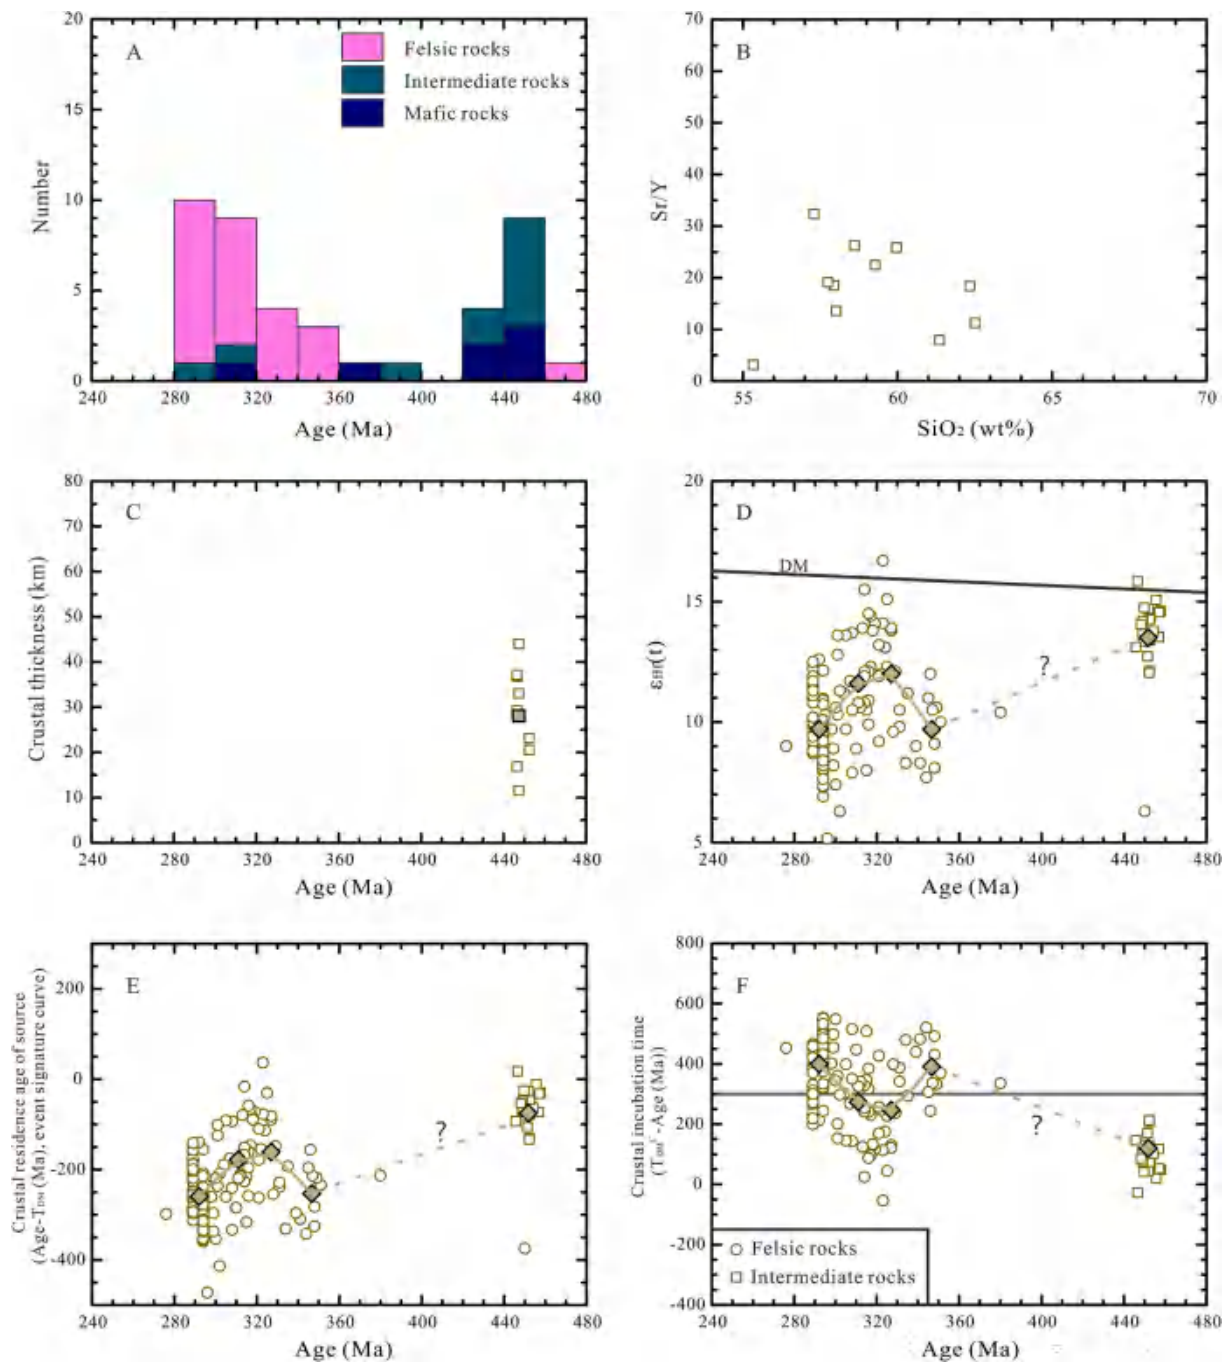 A
Felsic rocks
Intermediate rocks
Mafic rocks
20
15
10
5
0
Number
240 280 320 360 400 440 480
Age (Ma)
B
70
60
50
40
30
20
10
0
Sr/Y
55 60 65 70
SiO₂ (wt%)
C
80
70
60
50
40
30
20
10
0
Crustal thickness (km)
240 280 320 360 400 440 480
Age (Ma)
D
DM
?
20
15
10
5
εHf(t)
240 280 320 360 400 440 480
Age (Ma)
E
?
200
0
-200
-400
Crustal residence age of source
(Age-TDM (Ma), event signature curve)
240 280 320 360 400 440 480
Age (Ma)
F
?
800
600
400
200
0
-200
-400
Crustal incubation time
-Age (Ma))
Felsic rocks
Intermediate rocks
240 280 320 360 400 440 480
Age (Ma)